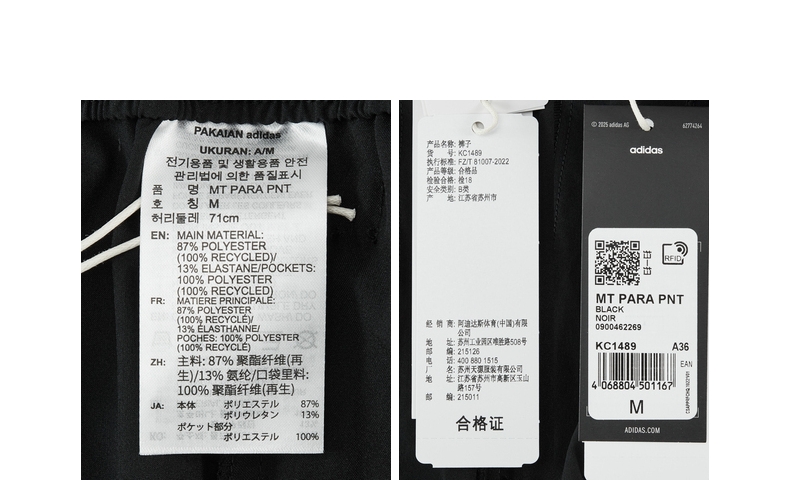 PAKAIAN adidas
UKURAN: A/M
전기용품 및 생활용품 안전
관리법에 의한 품질표시
품 명 MT PARA PNT
호 칭 M
허리둘레 71cm
EN: MAIN MATERIAL:
87% POLYESTER
(100% RECYCLED)/
13% ELASTANE/POCKETS:
100% POLYESTER
(100% RECYCLED)
FR: MATIERE PRINCIPALE:
87% POLYESTER
(100% RECYCLÉ)/
13% ÉLASTHANNE/
POCHES: 100% POLYESTER
(100% RECYCLÉ)
ZH: 主料: 87% 聚酯纤维(再
生)/13% 氨纶/口袋里料:
100% 聚酯纤维(再生)
JA: 本体 ポリエステル 87%
ポリウレタン 13%
ポケット部分
ポリエステル 100%
产品名称: 裤子
货 号: KC1489
执行标准: FZ/T 81007-2022
产品等级: 合格品
检验合格: 检18
安全类别: B类
产 地: 江苏省苏州市
经 销 商: 阿迪达斯体育(中国)有限
公司
地 址: 苏州工业园区唯胜路508号
邮 编: 215126
电 话: 400 880 1515
厂 名: 苏州天源服装有限公司
地 址: 江苏省苏州市高新区玉山
路157号
邮 编: 215011
合格证
© 2025 adidas AG 62774264
adidas
RFID
MT PARA PNT
BLACK
NOIR
0900462269
KC1489 A36
EAN
4 068804 501167
M
ADIDAS.COM